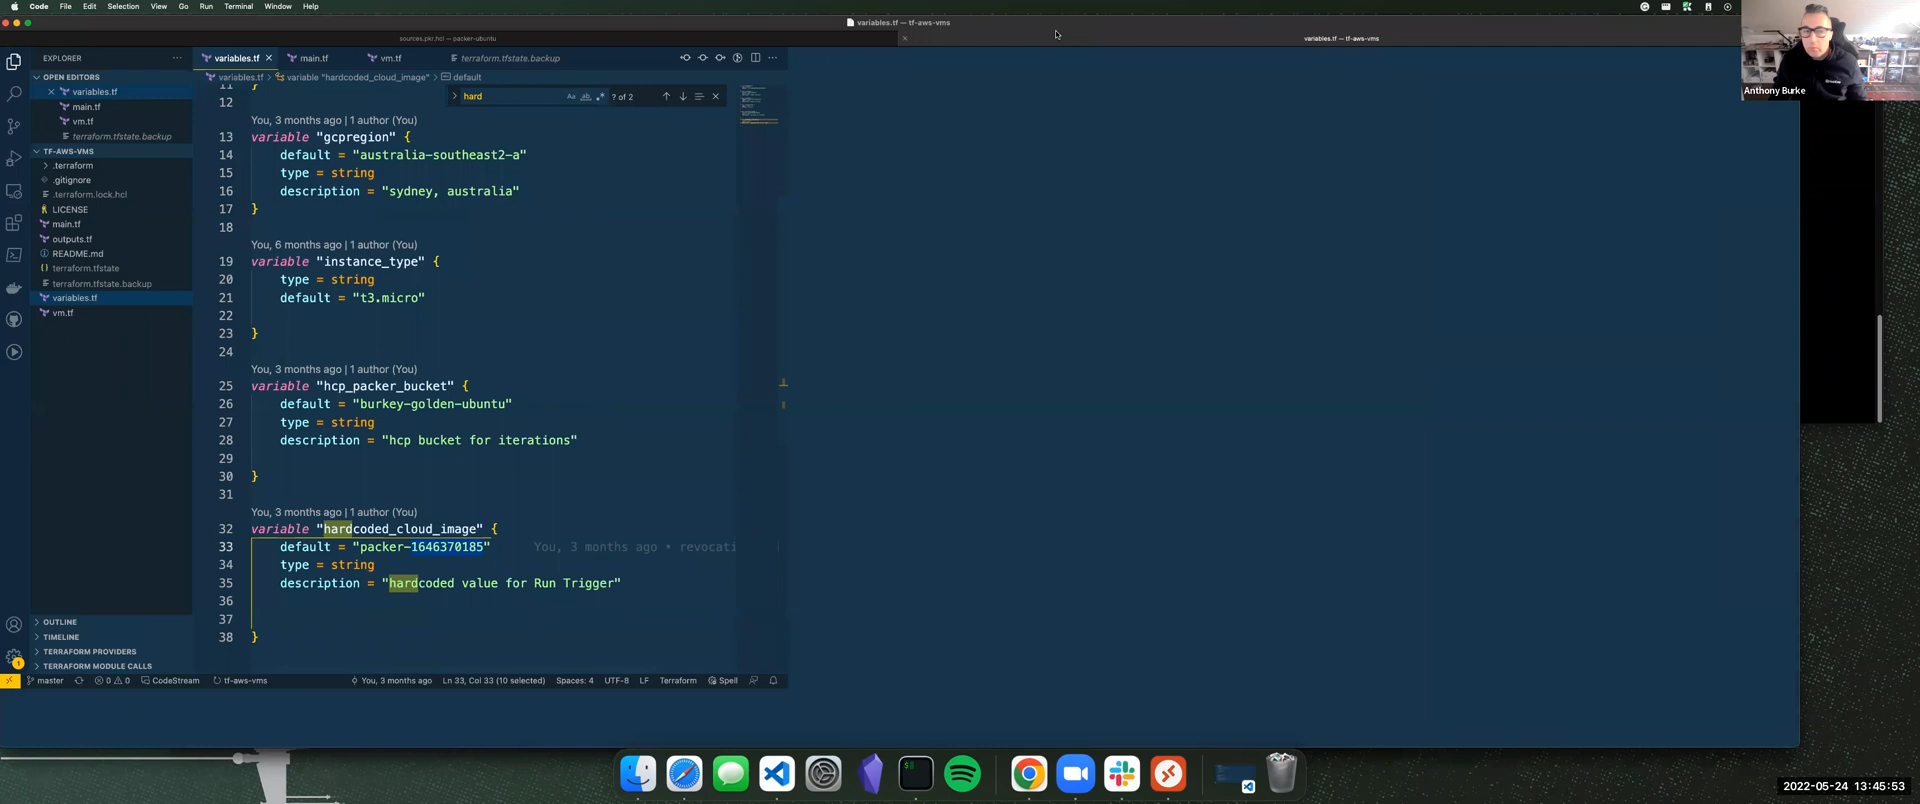 Code File Edit Selection View Go Run Terminal Window Help
variables.tf — tf-aws-vms
sources.pkr.hcl — packer-ubuntu
variables.tf — tf-aws-vms
Anthony Burke
EXPLORER
OPEN EDITORS
variables.tf
main.tf
vm.tf
terraform.tfstate.backup
TF-AWS-VMS
.terraform
.gitignore
.terraform.lock.hcl
LICENSE
main.tf
outputs.tf
README.md
terraform.tfstate
terraform.tfstate.backup
variables.tf
vm.tf
OUTLINE
TIMELINE
TERRAFORM PROVIDERS
TERRAFORM MODULE CALLS
variables.tf main.tf vm.tf terraform.tfstate.backup
variables.tf > variable "hardcoded_cloud_image" > default
hard Aa ab ? of 2
11 }
12
You, 3 months ago | 1 author (You)
13 variable "gcpregion" {
14 default = "australia-southeast2-a"
15 type = string
16 description = "sydney, australia"
17 }
18
You, 6 months ago | 1 author (You)
19 variable "instance_type" {
20 type = string
21 default = "t3.micro"
22
23 }
24
You, 3 months ago | 1 author (You)
25 variable "hcp_packer_bucket" {
26 default = "burkey-golden-ubuntu"
27 type = string
28 description = "hcp bucket for iterations"
29
30 }
31
You, 3 months ago | 1 author (You)
32 variable "hardcoded_cloud_image" {
33 default = "packer-1646370185" You, 3 months ago • revocati
34 type = string
35 description = "hardcoded value for Run Trigger"
36
37
38 }
1
master 0 0 CodeStream tf-aws-vms You, 3 months ago Ln 33, Col 33 (10 selected) Spaces: 4 UTF-8 LF Terraform Spell
2022-05-24 13:45:53